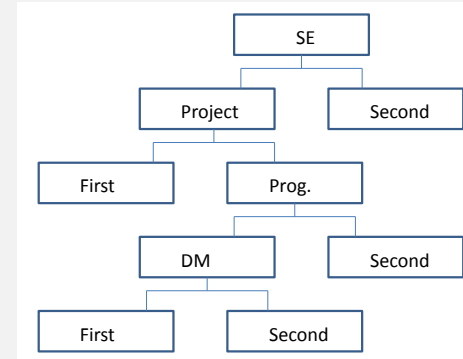 SE
Project
Second
First
Prog.
DM
Second
First
Second